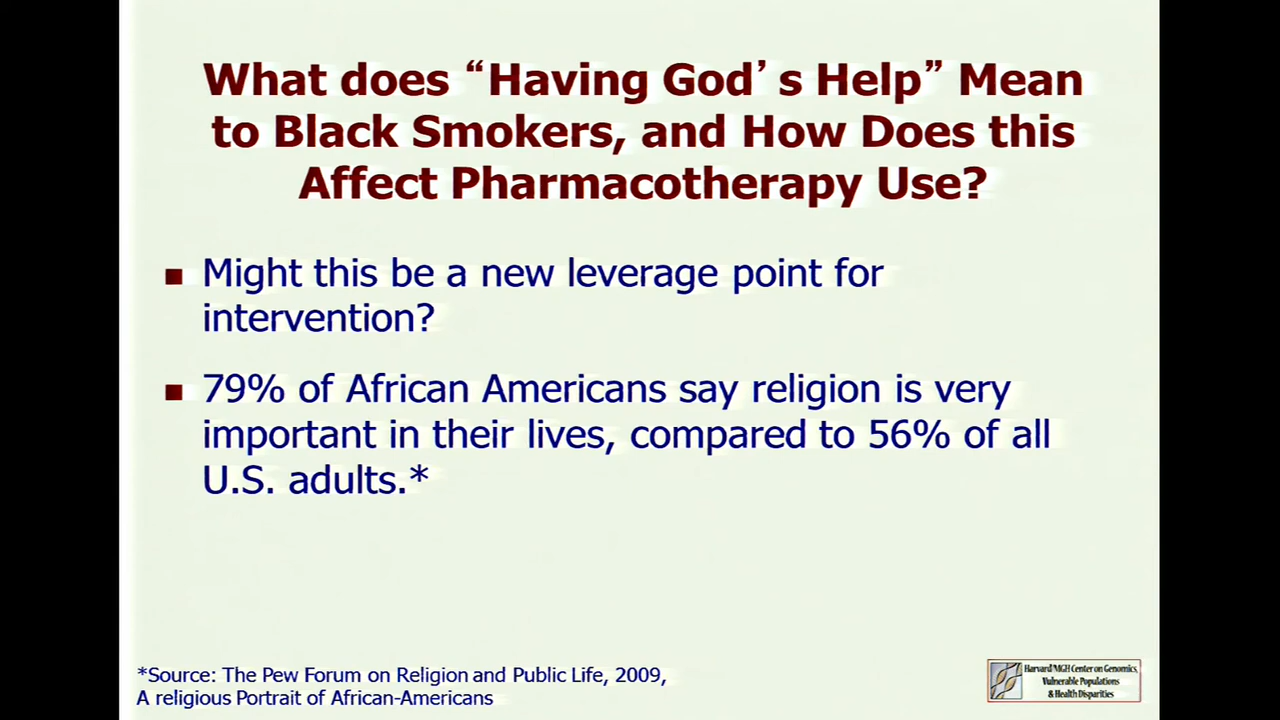 What does “Having God’s Help” Mean
to Black Smokers, and How Does this
Affect Pharmacotherapy Use?
Might this be a new leverage point for
intervention?
79% of African Americans say religion is very
important in their lives, compared to 56% of all
U.S. adults.*
*Source: The Pew Forum on Religion and Public Life, 2009,
A religious Portrait of African-Americans
Harvard/MGH Center on Genomics,
Vulnerable Populations
& Health Disparities